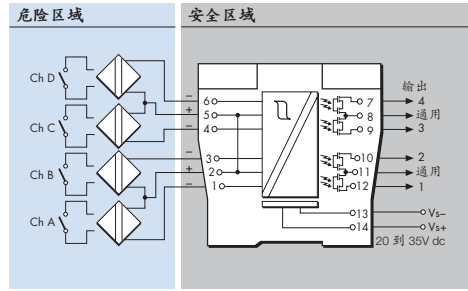 危险区域 安全区域
Ch D
Ch C
Ch B
Ch A
− 6
+ 5
− 4
− 3
+ 2
− 1
输出
7 4
8 通用
9 3
10 2
11 通用
12 1
13 Vs−
14 Vs+
20 到 35V dc